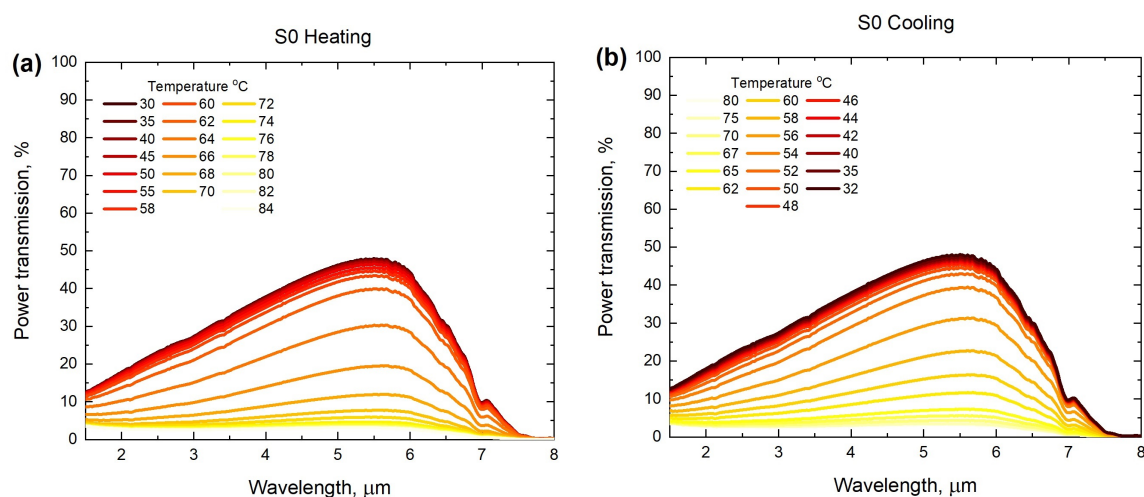 S0 Heating
(a)
Temperature °C
30 60 72
35 62 74
40 64 76
45 66 78
50 68 80
55 70 82
58 84
100
90
80
70
60
50
40
30
20
10
0
Power transmission, %
2 3 4 5 6 7 8
Wavelength, μm
S0 Cooling
(b)
Temperature °C
80 60 46
75 58 44
70 56 42
67 54 40
65 52 35
62 50 32
48
100
90
80
70
60
50
40
30
20
10
0
Power transmission, %
2 3 4 5 6 7 8
Wavelength, μm